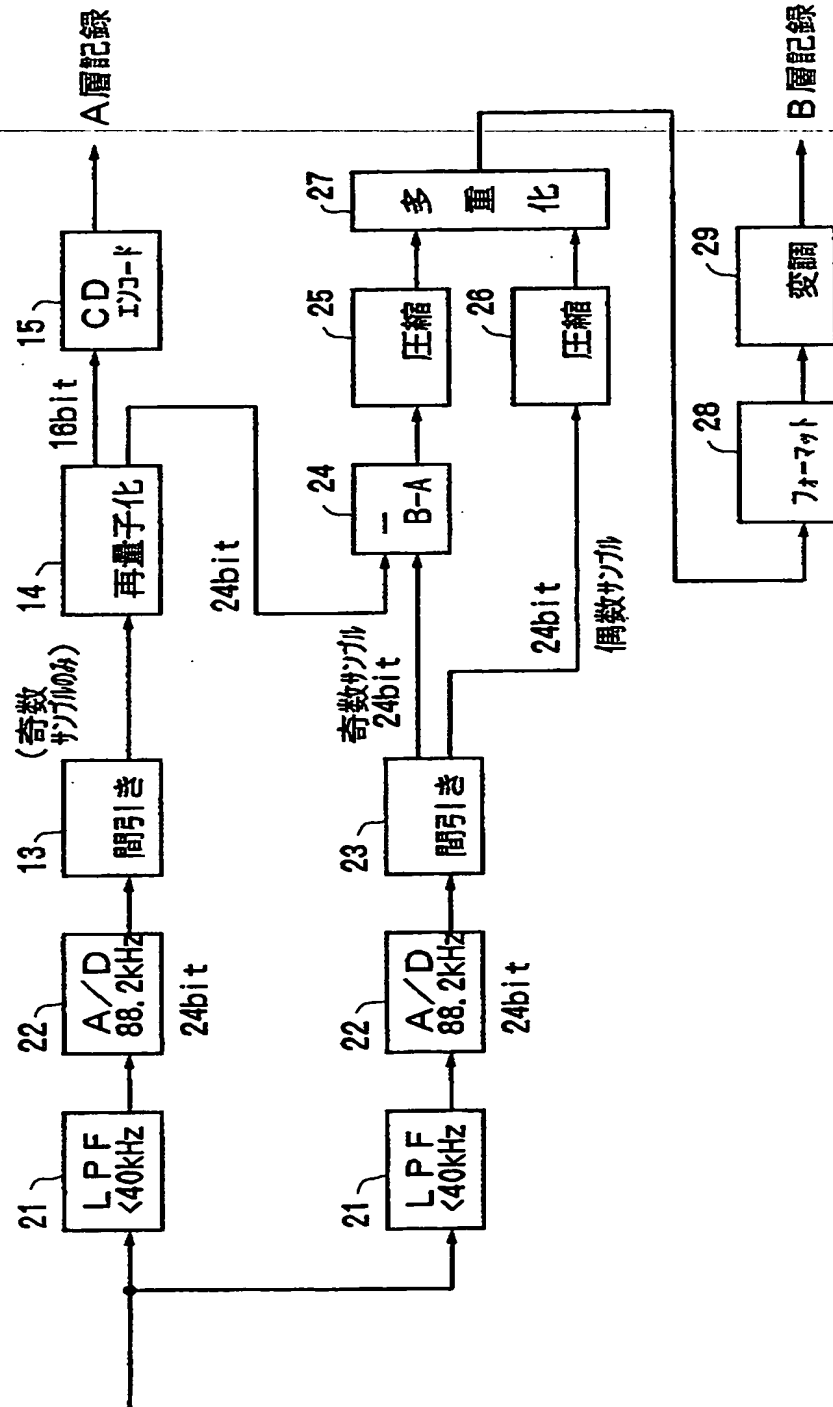 21
LPF
<40kHz
22
A/D
88.2kHz
24bit
13
間引き
(奇数
サンプルのみ)
14
再量子化
16bit
15
CD
エンコード
A層記録
24bit
21
LPF
<40kHz
22
A/D
88.2kHz
24bit
23
間引き
奇数サンプル
24bit
24
−
B-A
25
圧縮
27
多重化
24bit
偶数サンプル
26
圧縮
28
フォーマット
29
変調
B層記録